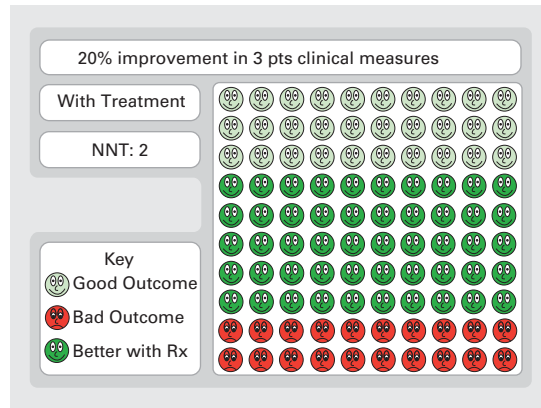 20% improvement in 3 pts clinical measures
With Treatment
NNT: 2
Key
Good Outcome
Bad Outcome
Better with Rx